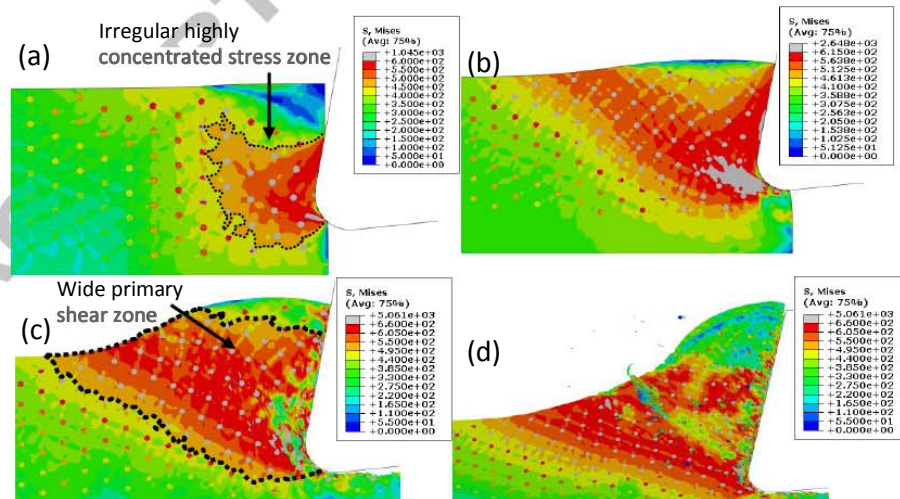 (a)
Irregular highly
concentrated stress zone
S, Mises
(Avg: 75%)
+1.045e+03
+6.000e+02
+5.500e+02
+5.000e+02
+4.500e+02
+4.000e+02
+3.500e+02
+3.000e+02
+2.500e+02
+2.000e+02
+1.500e+02
+1.000e+02
+5.000e+01
+0.000e+00
(b)
S, Mises
(Avg: 75%)
+2.648e+03
+6.150e+02
+5.638e+02
+5.125e+02
+4.613e+02
+4.100e+02
+3.588e+02
+3.075e+02
+2.563e+02
+2.050e+02
+1.538e+02
+1.025e+02
+5.125e+01
+0.000e+00
(c)
Wide primary
shear zone
S, Mises
(Avg: 75%)
+5.061e+03
+6.600e+02
+6.050e+02
+5.500e+02
+4.950e+02
+4.400e+02
+3.850e+02
+3.300e+02
+2.750e+02
+2.200e+02
+1.650e+02
+1.100e+02
+5.500e+01
+0.000e+00
(d)
S, Mises
(Avg: 75%)
+5.061e+03
+6.600e+02
+6.050e+02
+5.500e+02
+4.950e+02
+4.400e+02
+3.850e+02
+3.300e+02
+2.750e+02
+2.200e+02
+1.650e+02
+1.100e+02
+5.500e+01
+0.000e+00